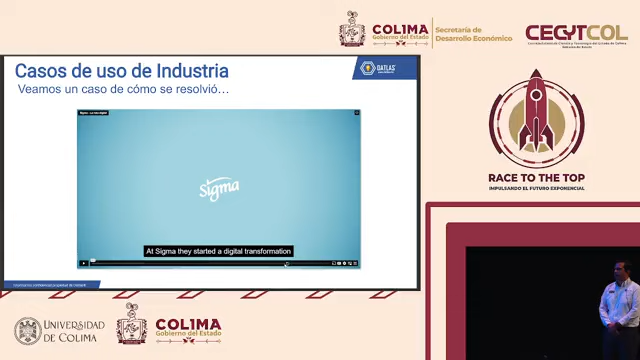 COLIMA
Gobierno del Estado
Secretaría de
Desarrollo Económico
CECYTCOL
Casos de uso de Industria
DATLAS
Veamos un caso de cómo se resolvió…
Sigma
At Sigma they started a digital transformation
RACE TO THE TOP
IMPULSANDO EL FUTURO EXPONENCIAL
UNIVERSIDAD
DE COLIMA
COLIMA
Gobierno del Estado